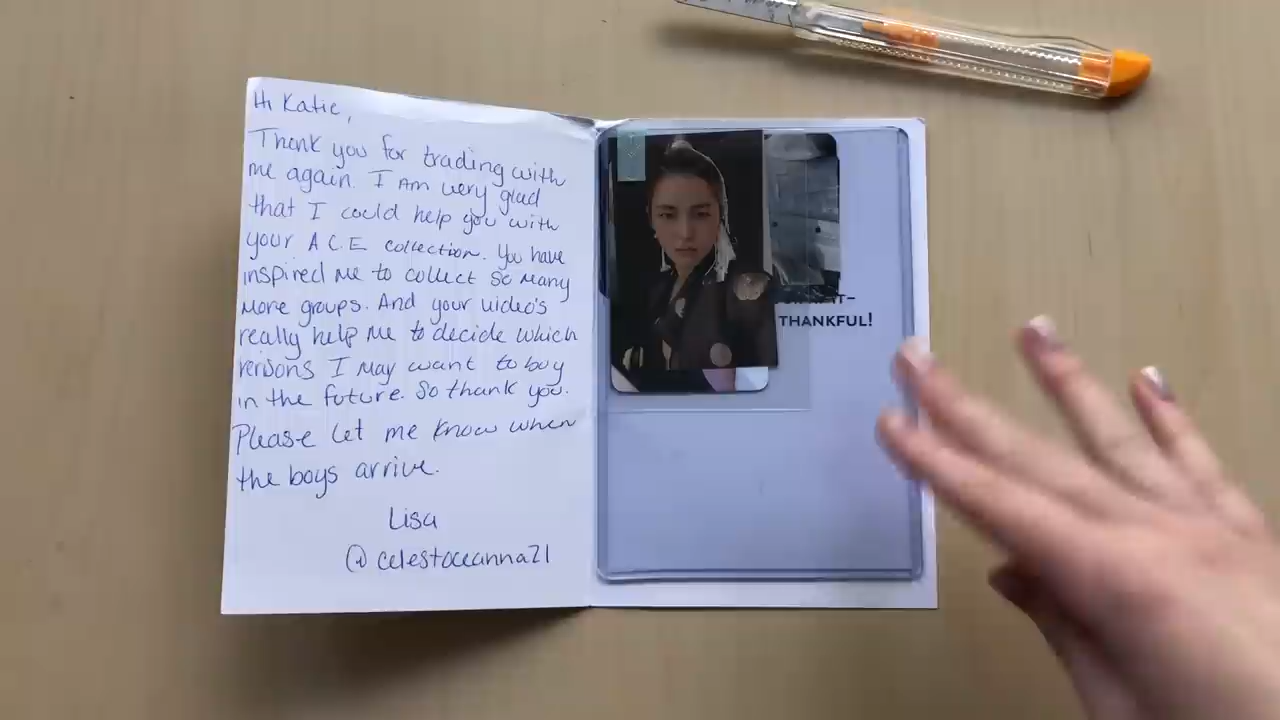 Hi Katie,
Thank you for trading with
me again. I am very glad
that I could help you with
your A.C.E collection. You have
inspired me to collect so many
more groups. And your video's
really help me to decide which
versions I may want to buy
in the future. So thank you.
Please let me know when
the boys arrive.
Lisa
@celestoceanna21
THANKFUL!